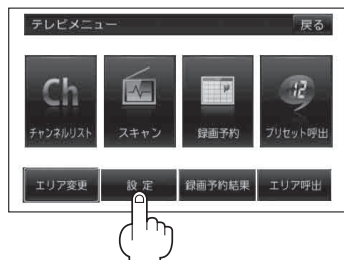 テレビメニュー 戻る
Ch
12
チャンネルリスト スキャン 録画予約 プリセット呼出
エリア変更 設定 録画予約結果 エリア呼出